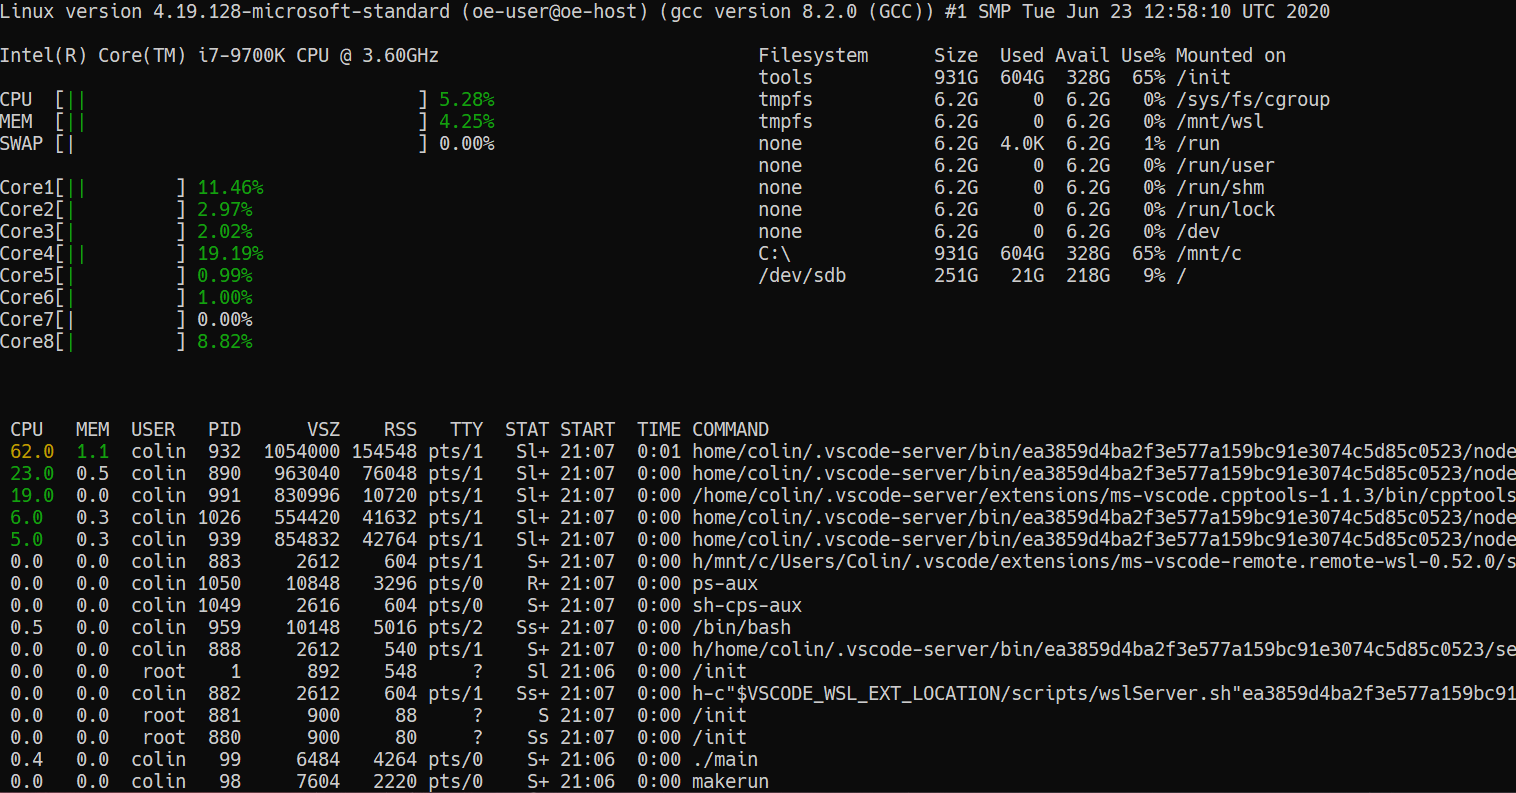 Linux version 4.19.128-microsoft-standard (oe-user@oe-host) (gcc version 8.2.0 (GCC)) #1 SMP Tue Jun 23 12:58:10 UTC 2020
Intel(R) Core(TM) i7-9700K CPU @ 3.60GHz
CPU [|| ] 5.28%
MEM [|| ] 4.25%
SWAP [| ] 0.00%
Core1[|| ] 11.46%
Core2[| ] 2.97%
Core3[| ] 2.02%
Core4[|| ] 19.19%
Core5[| ] 0.99%
Core6[| ] 1.00%
Core7[| ] 0.00%
Core8[| ] 8.82%
Filesystem Size Used Avail Use% Mounted on
tools 931G 604G 328G 65% /init
tmpfs 6.2G 0 6.2G 0% /sys/fs/cgroup
tmpfs 6.2G 0 6.2G 0% /mnt/wsl
none 6.2G 4.0K 6.2G 1% /run
none 6.2G 0 6.2G 0% /run/user
none 6.2G 0 6.2G 0% /run/shm
none 6.2G 0 6.2G 0% /run/lock
none 6.2G 0 6.2G 0% /dev
C:\ 931G 604G 328G 65% /mnt/c
/dev/sdb 251G 21G 218G 9% /
CPU MEM USER PID VSZ RSS TTY STAT START TIME COMMAND
62.0 1.1 colin 932 1054000 154548 pts/1 Sl+ 21:07 0:01 home/colin/.vscode-server/bin/ea3859d4ba2f3e577a159bc91e3074c5d85c0523/node
23.0 0.5 colin 890 963040 76048 pts/1 Sl+ 21:07 0:00 home/colin/.vscode-server/bin/ea3859d4ba2f3e577a159bc91e3074c5d85c0523/node
19.0 0.0 colin 991 830996 10720 pts/1 Sl+ 21:07 0:00 /home/colin/.vscode-server/extensions/ms-vscode.cpptools-1.1.3/bin/cpptools
6.0 0.3 colin 1026 554420 41632 pts/1 Sl+ 21:07 0:00 home/colin/.vscode-server/bin/ea3859d4ba2f3e577a159bc91e3074c5d85c0523/node
5.0 0.3 colin 939 854832 42764 pts/1 Sl+ 21:07 0:00 home/colin/.vscode-server/bin/ea3859d4ba2f3e577a159bc91e3074c5d85c0523/node
0.0 0.0 colin 883 2612 604 pts/1 S+ 21:07 0:00 h/mnt/c/Users/Colin/.vscode/extensions/ms-vscode-remote.remote-wsl-0.52.0/s
0.0 0.0 colin 1050 10848 3296 pts/0 R+ 21:07 0:00 ps-aux
0.0 0.0 colin 1049 2616 604 pts/0 S+ 21:07 0:00 sh-cps-aux
0.5 0.0 colin 959 10148 5016 pts/2 Ss+ 21:07 0:00 /bin/bash
0.0 0.0 colin 888 2612 540 pts/1 S+ 21:07 0:00 h/home/colin/.vscode-server/bin/ea3859d4ba2f3e577a159bc91e3074c5d85c0523/se
0.0 0.0 root 1 892 548 ? Sl 21:06 0:00 /init
0.0 0.0 colin 882 2612 604 pts/1 Ss+ 21:07 0:00 h-c"$VSCODE_WSL_EXT_LOCATION/scripts/wslServer.sh"ea3859d4ba2f3e577a159bc91
0.0 0.0 root 881 900 88 ? S 21:07 0:00 /init
0.0 0.0 root 880 900 80 ? Ss 21:07 0:00 /init
0.4 0.0 colin 99 6484 4264 pts/0 S+ 21:06 0:00 ./main
0.0 0.0 colin 98 7604 2220 pts/0 S+ 21:06 0:00 makerun